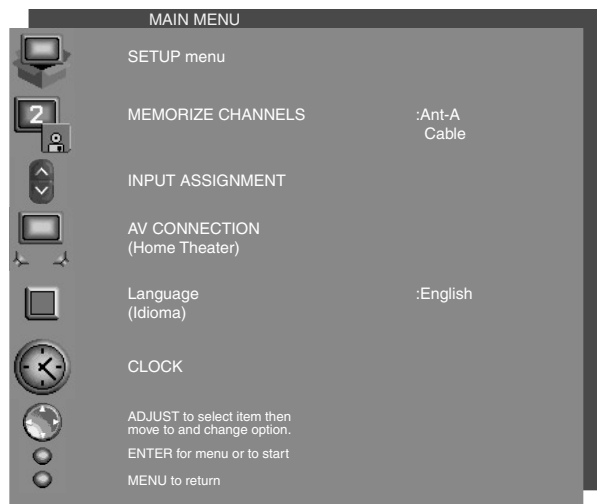 MAIN MENU
SETUP menu
2
MEMORIZE CHANNELS :Ant-A
Cable
INPUT ASSIGNMENT
AV CONNECTION
(Home Theater)
Language :English
(Idioma)
CLOCK
ADJUST to select item then
move to and change option.
ENTER for menu or to start
MENU to return